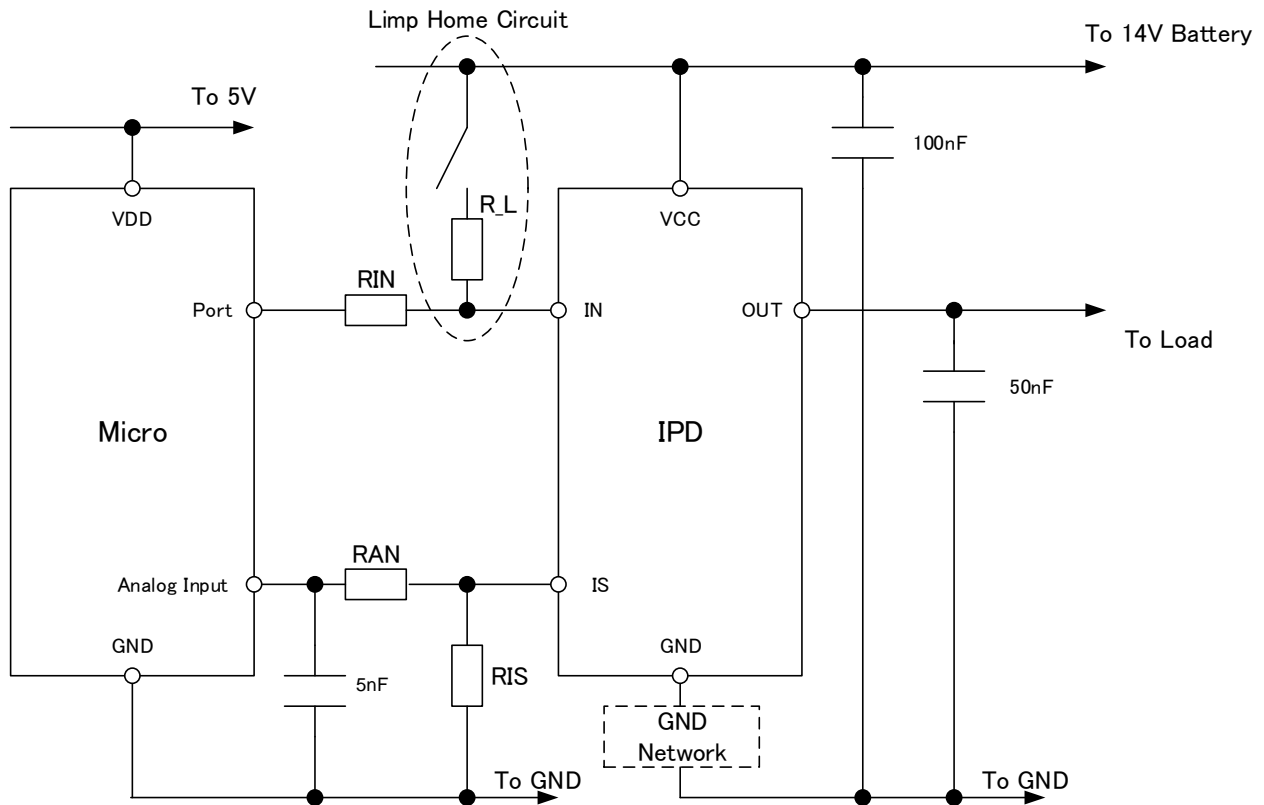 Limp Home Circuit
To 14V Battery
To 5V
100nF
VDD
R_L
VCC
RIN
Port
IN
OUT
To Load
50nF
Micro
IPD
RAN
Analog Input
IS
GND
GND
RIS
5nF
GND
Network
To GND
To GND